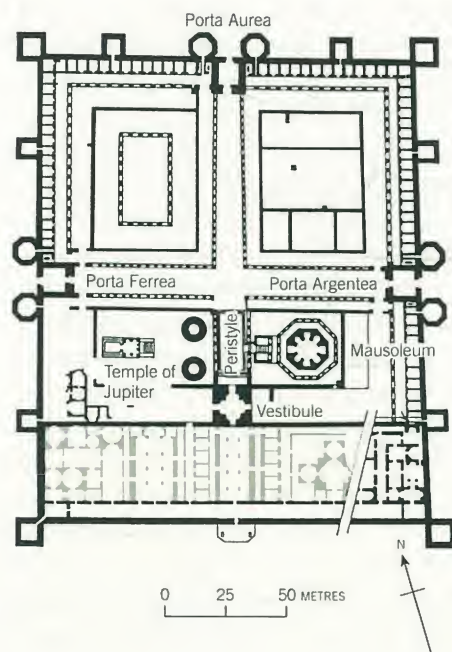 Porta Aurea
Porta Ferrea
Porta Argentea
Peristyle
Mausoleum
Temple of
Jupiter
Vestibule
N
0 25 50 METRES